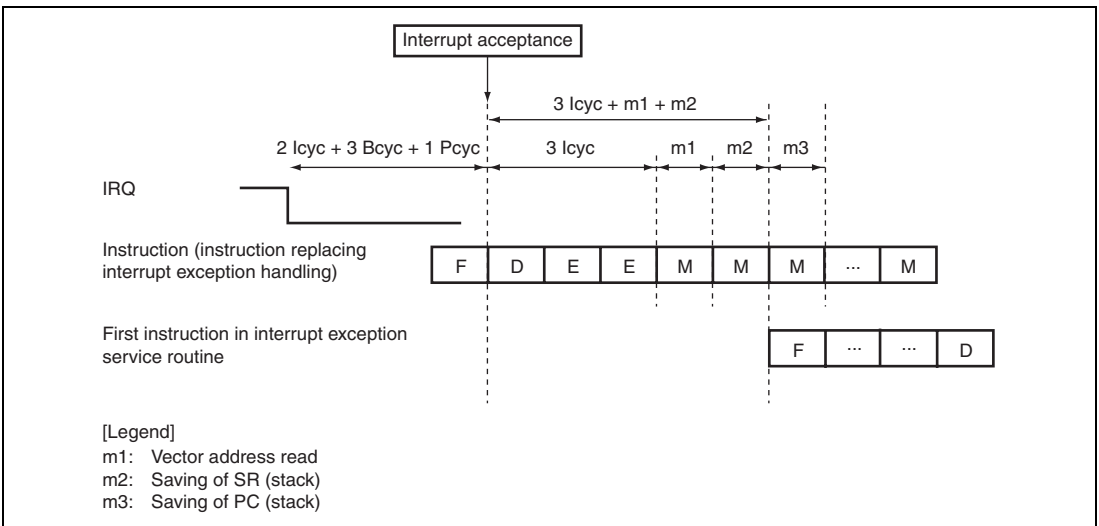 Interrupt acceptance
3 Icyc + m1 + m2
2 Icyc + 3 Bcyc + 1 Pcyc
3 Icyc
m1
m2
m3
IRQ
Instruction (instruction replacing
interrupt exception handling)
F D E E M M M ... M
First instruction in interrupt exception
service routine
F ... ... D
[Legend]
m1: Vector address read
m2: Saving of SR (stack)
m3: Saving of PC (stack)